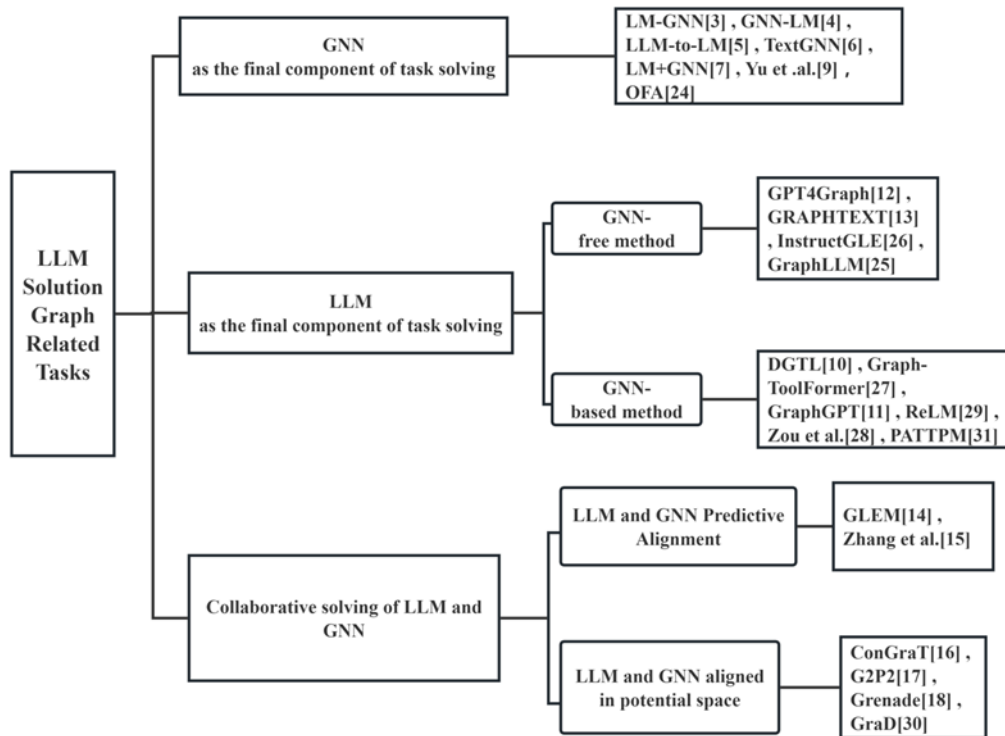 LLM
Solution
Graph
Related
Tasks
GNN
as the final component of task solving
LM-GNN[3] , GNN-LM[4] ,
LLM-to-LM[5] , TextGNN[6] ,
LM+GNN[7] , Yu et .al.[9] ,
OFA[24]
LLM
as the final component of task solving
GNN-
free method
GPT4Graph[12] ,
GRAPHTEXT[13]
, InstructGLE[26] ,
GraphLLM[25]
GNN-
based method
DGTL[10] , Graph-
ToolFormer[27] ,
GraphGPT[11] , ReLM[29] ,
Zou et al.[28] , PATTPM[31]
Collaborative solving of LLM and
GNN
LLM and GNN Predictive
Alignment
GLEM[14] ,
Zhang et al.[15]
LLM and GNN aligned
in potential space
ConGraT[16] ,
G2P2[17] ,
Grenade[18] ,
GraD[30]